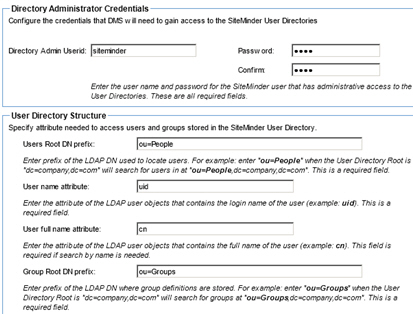 Directory Administrator Credentials
Configure the credentials that DMS will need to gain access to the SiteMinder User Directories
Directory Admin Userid: siteminder Password: ••••
Confirm: ••••
Enter the user name and password for the SiteMinder user that has administrative access to the
User Directories. These are all required fields.
User Directory Structure
Specify attribute needed to access users and groups stored in the SiteMinder User Directory.
Users Root DN prefix: ou=People
Enter prefix of the LDAP DN used to locate users. For example: enter "ou=People" when the User Directory Root is
"dc=company,dc=com" will search for users in at "ou=People,dc=company,dc=com". This is a required field.
User name attribute: uid
Enter the attribute of the LDAP user objects that contains the login name of the user (example: uid). This is a
required field.
User full name attribute: cn
Enter the attribute of the LDAP user objects that contains the full name of the user (example: cn). This field is
required if search by name is needed.
Group Root DN prefix: ou=Groups
Enter prefix of the LDAP DN where group definitions are stored. For example: enter "ou=Groups" when the User
Directory Root is "dc=company,dc=com" will search for groups at "ou=Groups,dc=company,dc=com". This is a
required field.